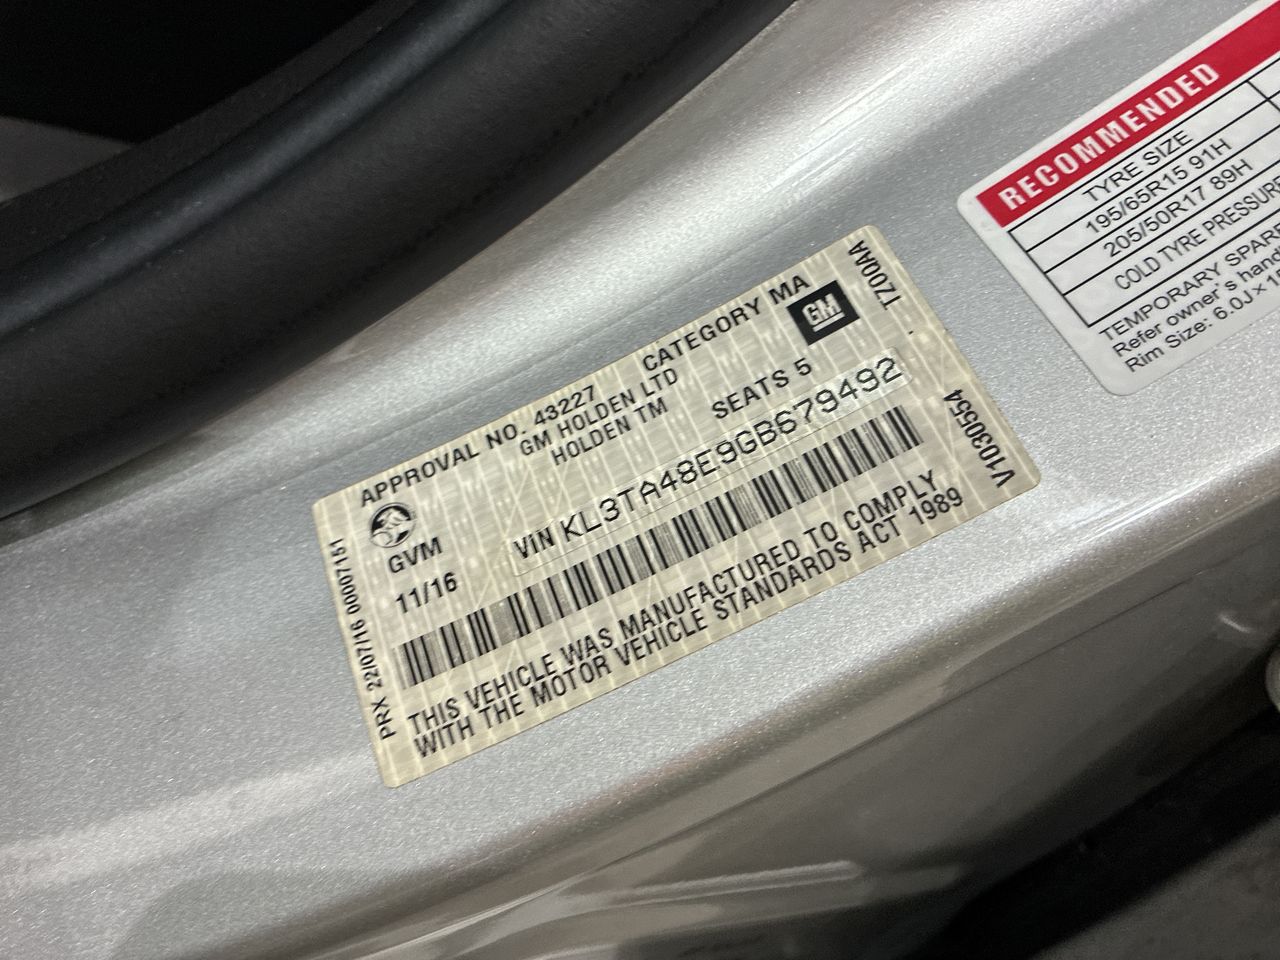 APPROVAL NO. 43227 CATEGORY MA
GM HOLDEN LTD
HOLDEN TM
SEATS 5
GM
TZ0QAA
GVM
11/16
VIN KL3TA48E9GB679492
V1030554
PRX 22/07/16 00007151
THIS VEHICLE WAS MANUFACTURED TO COMPLY
WITH THE MOTOR VEHICLE STANDARDS ACT 1989
RECOMMENDED
TYRE SIZE
195/65R15 91H
205/50R17 89H
COLD TYRE PRESSURE
TEMPORARY SPARE
Refer owner's
Rim Size: 6.0J×